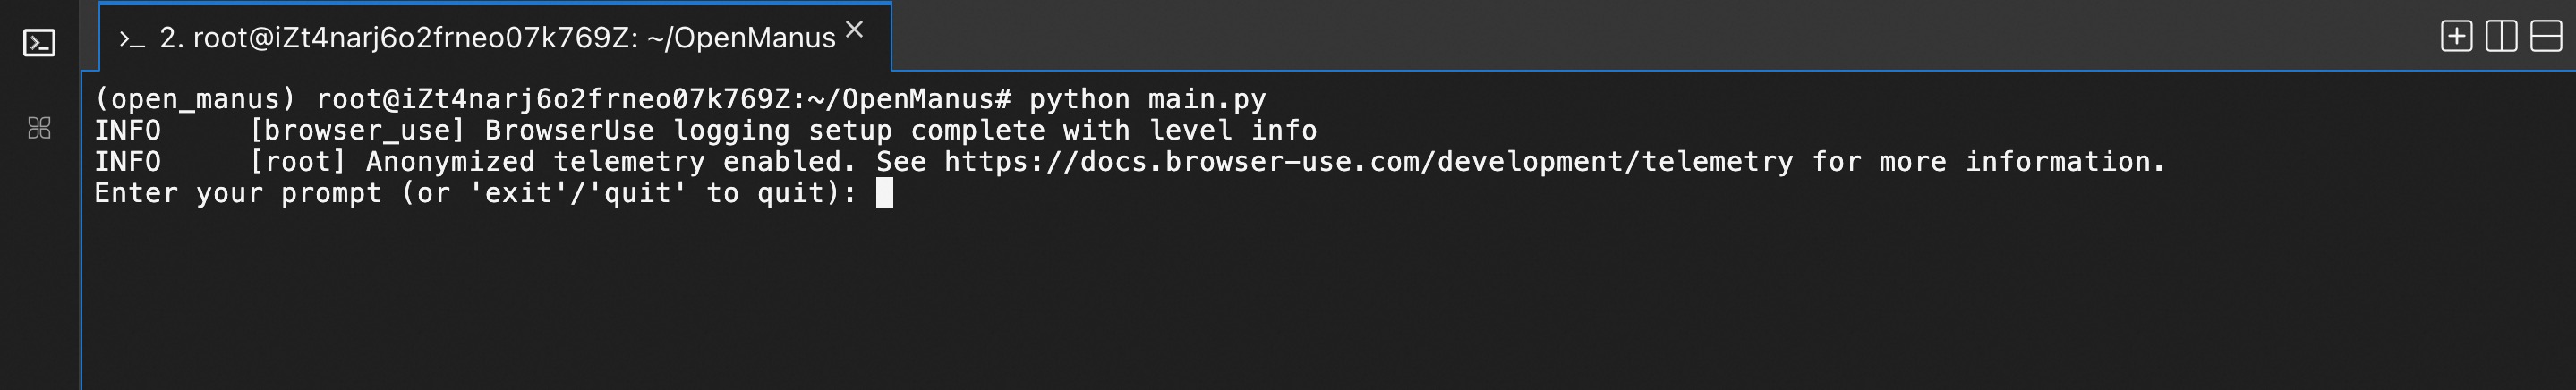 >_ 2. root@iZt4narj6o2frneo07k769Z: ~/OpenManus
(open_manus) root@iZt4narj6o2frneo07k769Z:~/OpenManus# python main.py
INFO     [browser_use] BrowserUse logging setup complete with level info
INFO     [root] Anonymized telemetry enabled. See https://docs.browser-use.com/development/telemetry for more information.
Enter your prompt (or 'exit'/'quit' to quit):